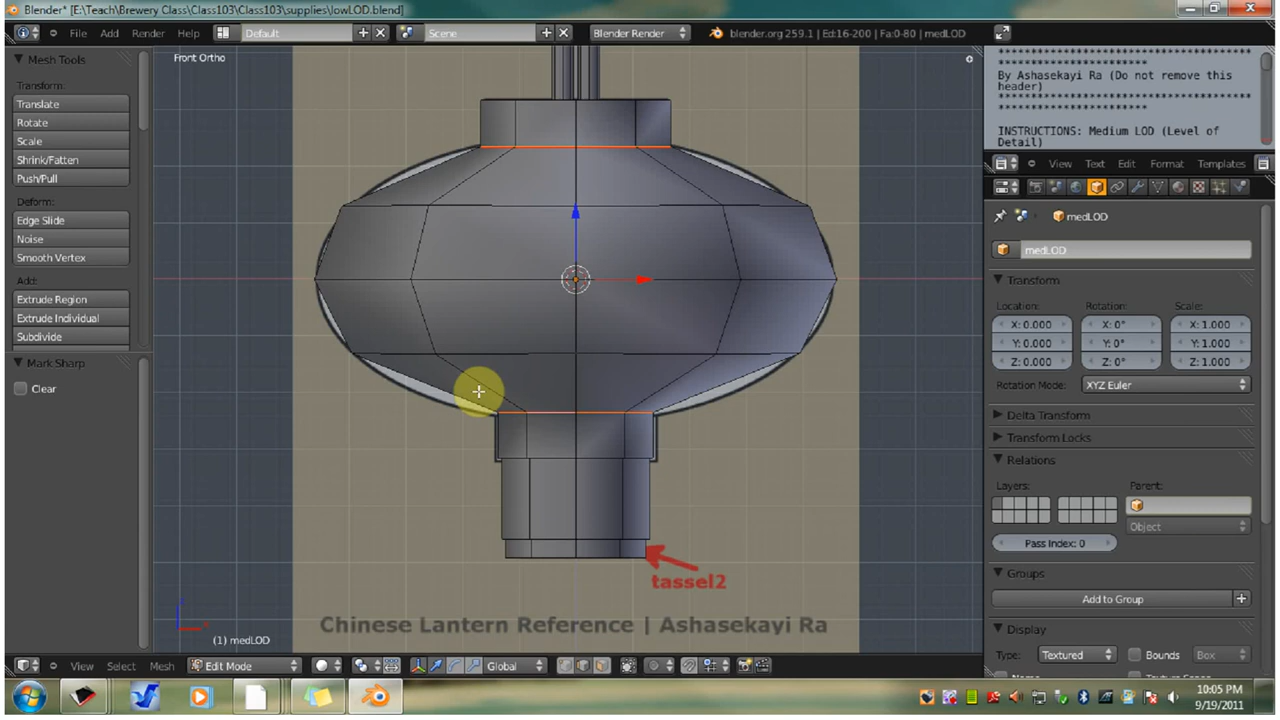 Blender* [E:\Teach\Brewery Class\Class103\Class103\supplies\lowLOD.blend]
File Add Render Help Default Scene Blender Render blender.org 259.1 | Ed:16-200 | Fa:0-80 | medLOD
Mesh Tools
Transform:
Translate
Rotate
Scale
Shrink/Fatten
Push/Pull
Deform:
Edge Slide
Noise
Smooth Vertex
Add:
Extrude Region
Extrude Individual
Subdivide
Mark Sharp
Clear
Front Ortho
tassel2
Chinese Lantern Reference | Ashasekayi Ra
(1) medLOD
View Select Mesh Edit Mode Global
By Ashasekayi Ra (Do not remove this
header)
INSTRUCTIONS: Medium LOD (Level of
Detail)
View Text Edit Format Templates
medLOD
medLOD
Transform
Location: Rotation: Scale:
X: 0.000 X: 0° X: 1.000
Y: 0.000 Y: 0° Y: 1.000
Z: 0.000 Z: 0° Z: 1.000
Rotation Mode: XYZ Euler
Delta Transform
Transform Locks
Relations
Layers: Parent:
Object
Pass Index: 0
Groups
Add to Group
Display
Type: Textured Bounds Box
10:05 PM
9/19/2011